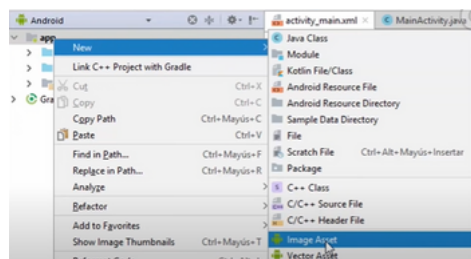 Android
activity_main.xml
MainActivity.java
app
New
Link C++ Project with Gradle
Cut Ctrl+X
Copy Ctrl+C
Copy Path Ctrl+Mayús+C
Paste Ctrl+V
Find in Path... Ctrl+Mayús+F
Replace in Path... Ctrl+Mayús+R
Analyze
Refactor
Add to Favorites
Show Image Thumbnails Ctrl+Mayús+T
Gra
Java Class
Module
Kotlin File/Class
Android Resource File
Android Resource Directory
Sample Data Directory
File
Scratch File Ctrl+Alt+Mayús+Insertar
Package
C++ Class
C/C++ Source File
C/C++ Header File
Image Asset
Vector Asset